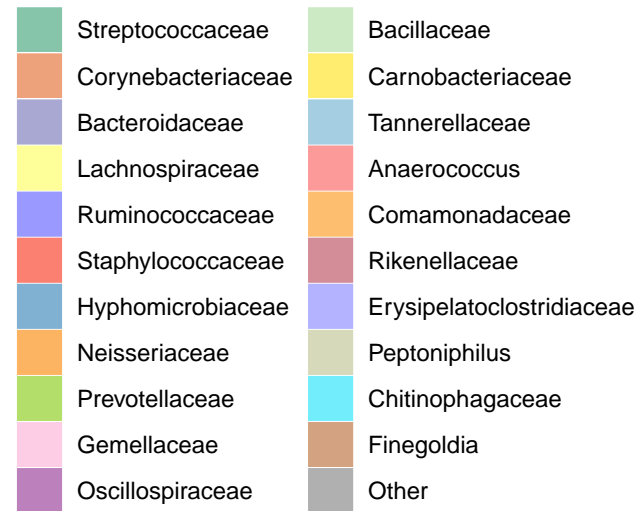 Streptococcaceae
Corynebacteriaceae
Bacteroidaceae
Lachnospiraceae
Ruminococcaceae
Staphylococcaceae
Hyphomicrobiaceae
Neisseriaceae
Prevotellaceae
Gemellaceae
Oscillospiraceae
Bacillaceae
Carnobacteriaceae
Tannerellaceae
Anaerococcus
Comamonadaceae
Rikenellaceae
Erysipelatoclostridiaceae
Peptoniphilus
Chitinophagaceae
Finegoldia
Other